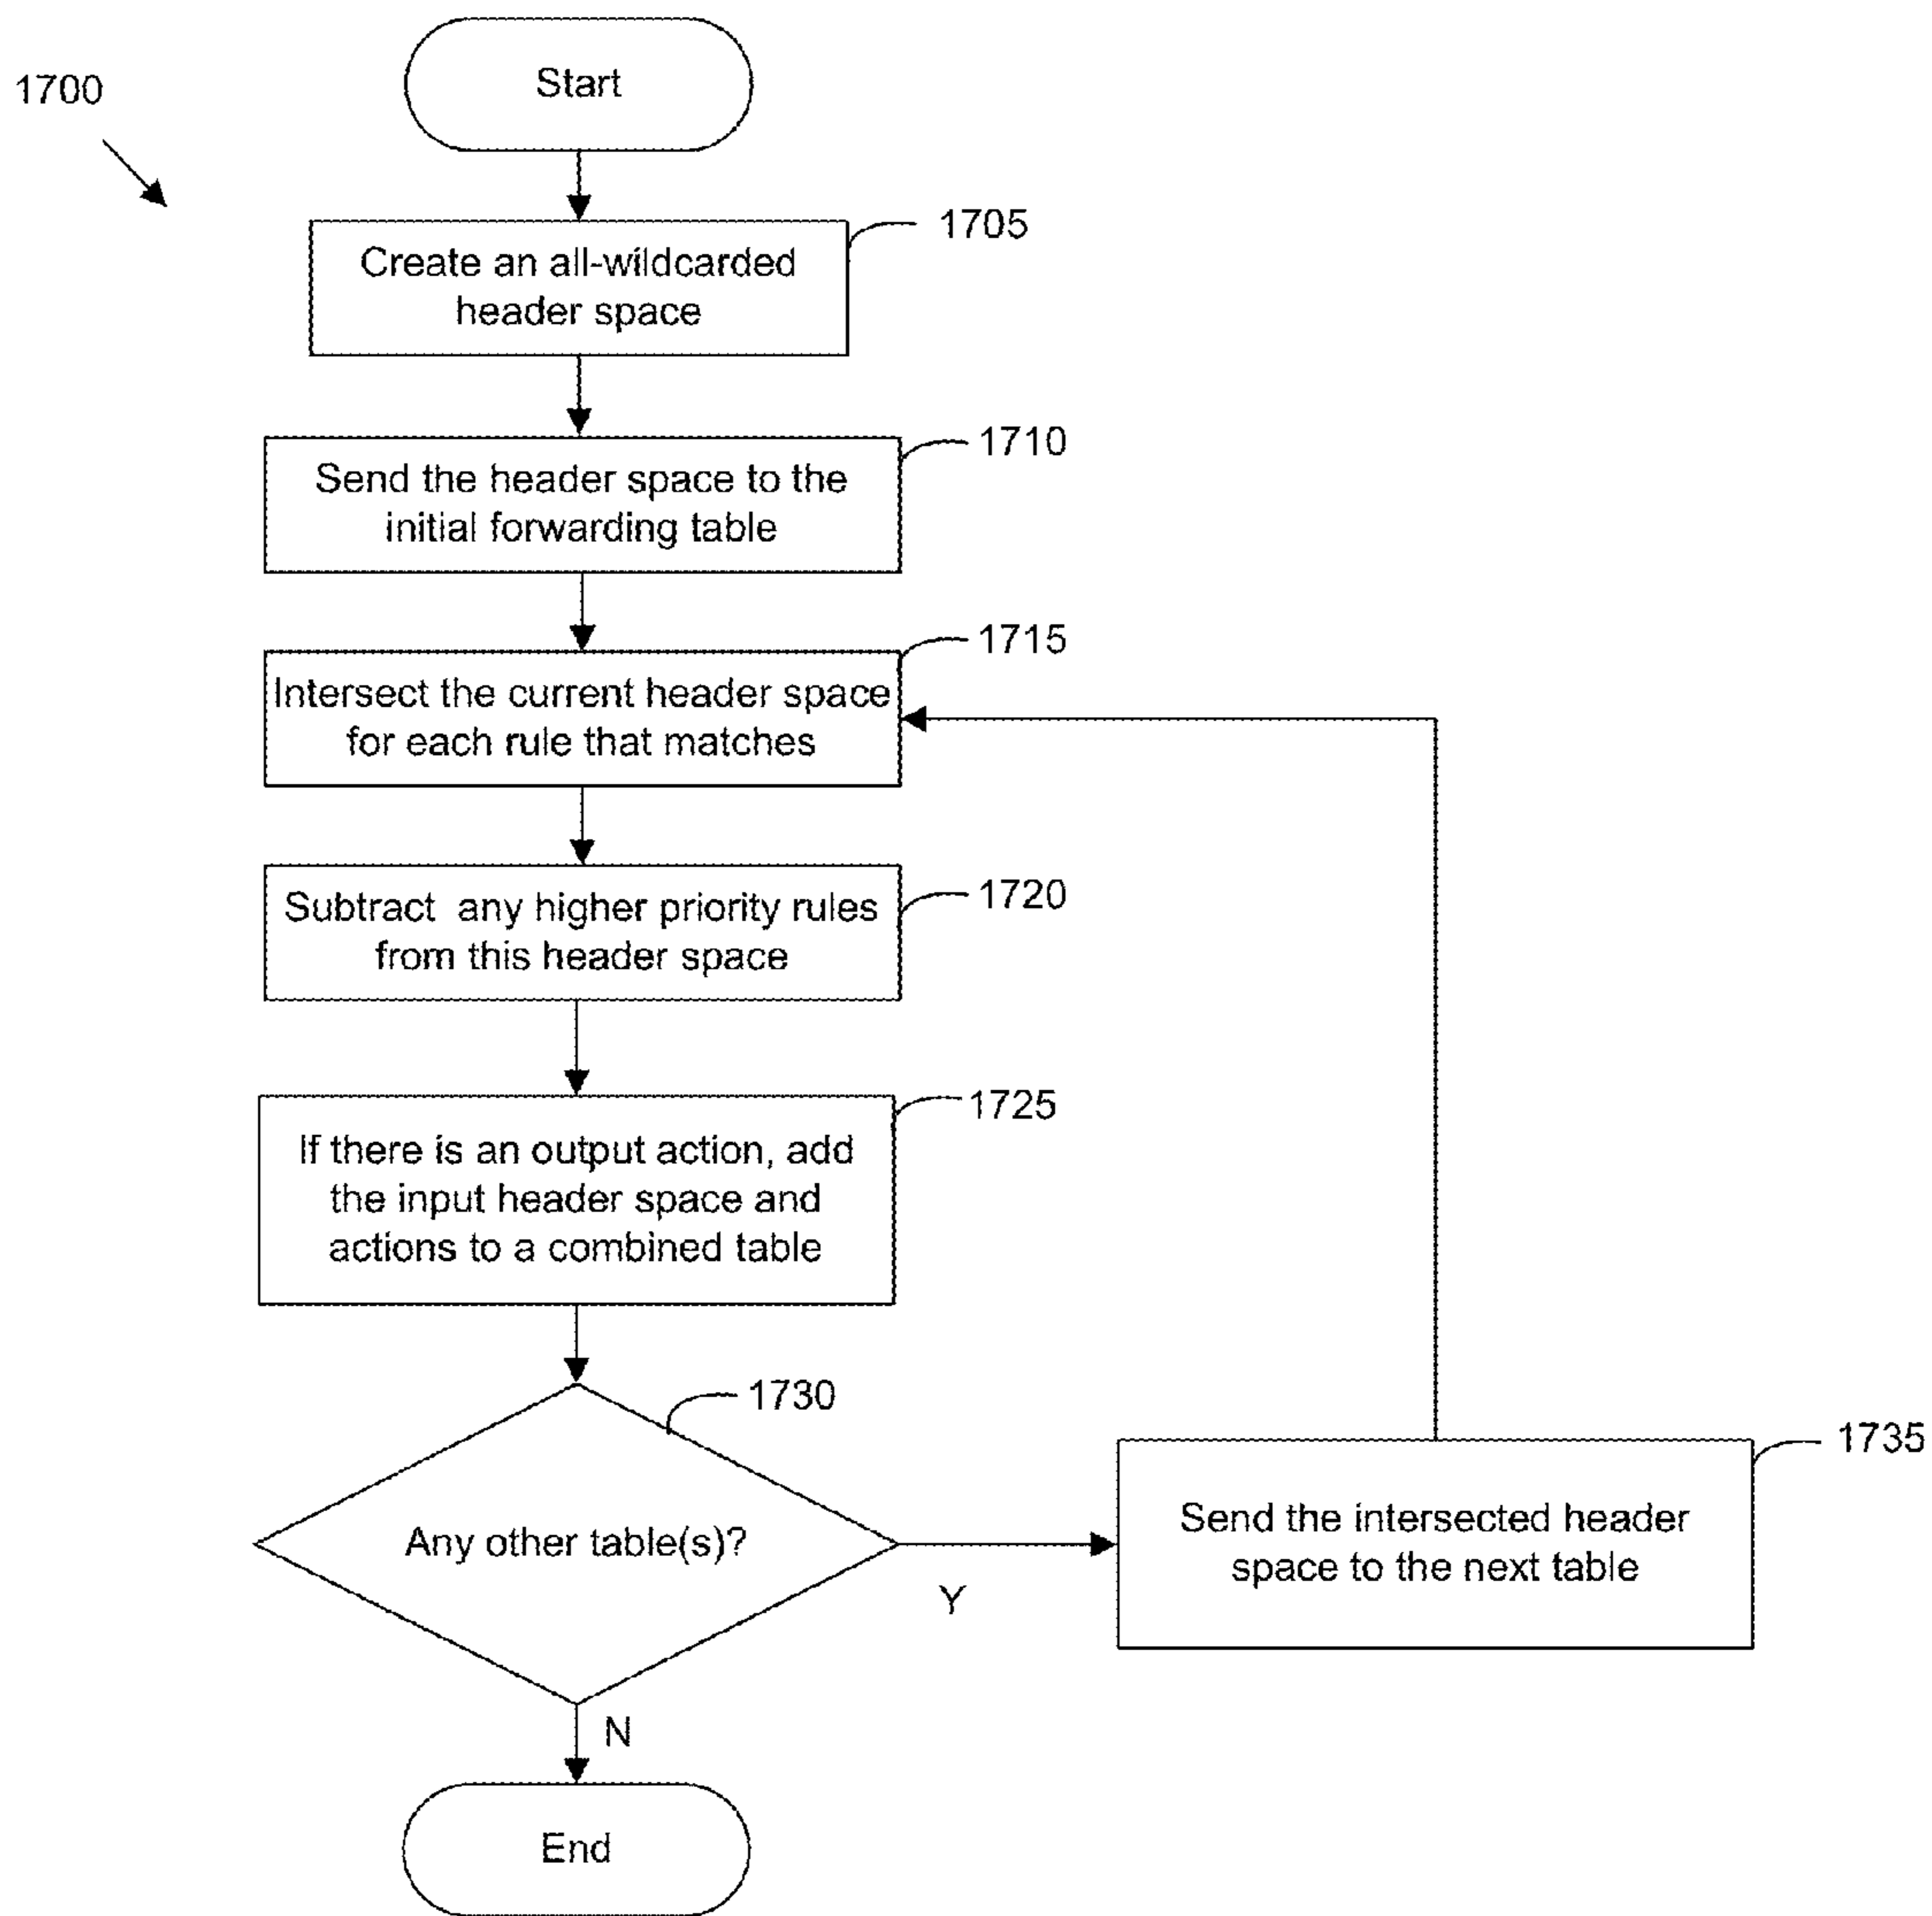 1700
Start
1705
Create an all-wildcarded
header space
1710
Send the header space to the
initial forwarding table
1715
Intersect the current header space
for each rule that matches
1720
Subtract any higher priority rules
from this header space
1725
If there is an output action, add
the input header space and
actions to a combined table
1730
Any other table(s)?
Y
1735
Send the intersected header
space to the next table
N
End